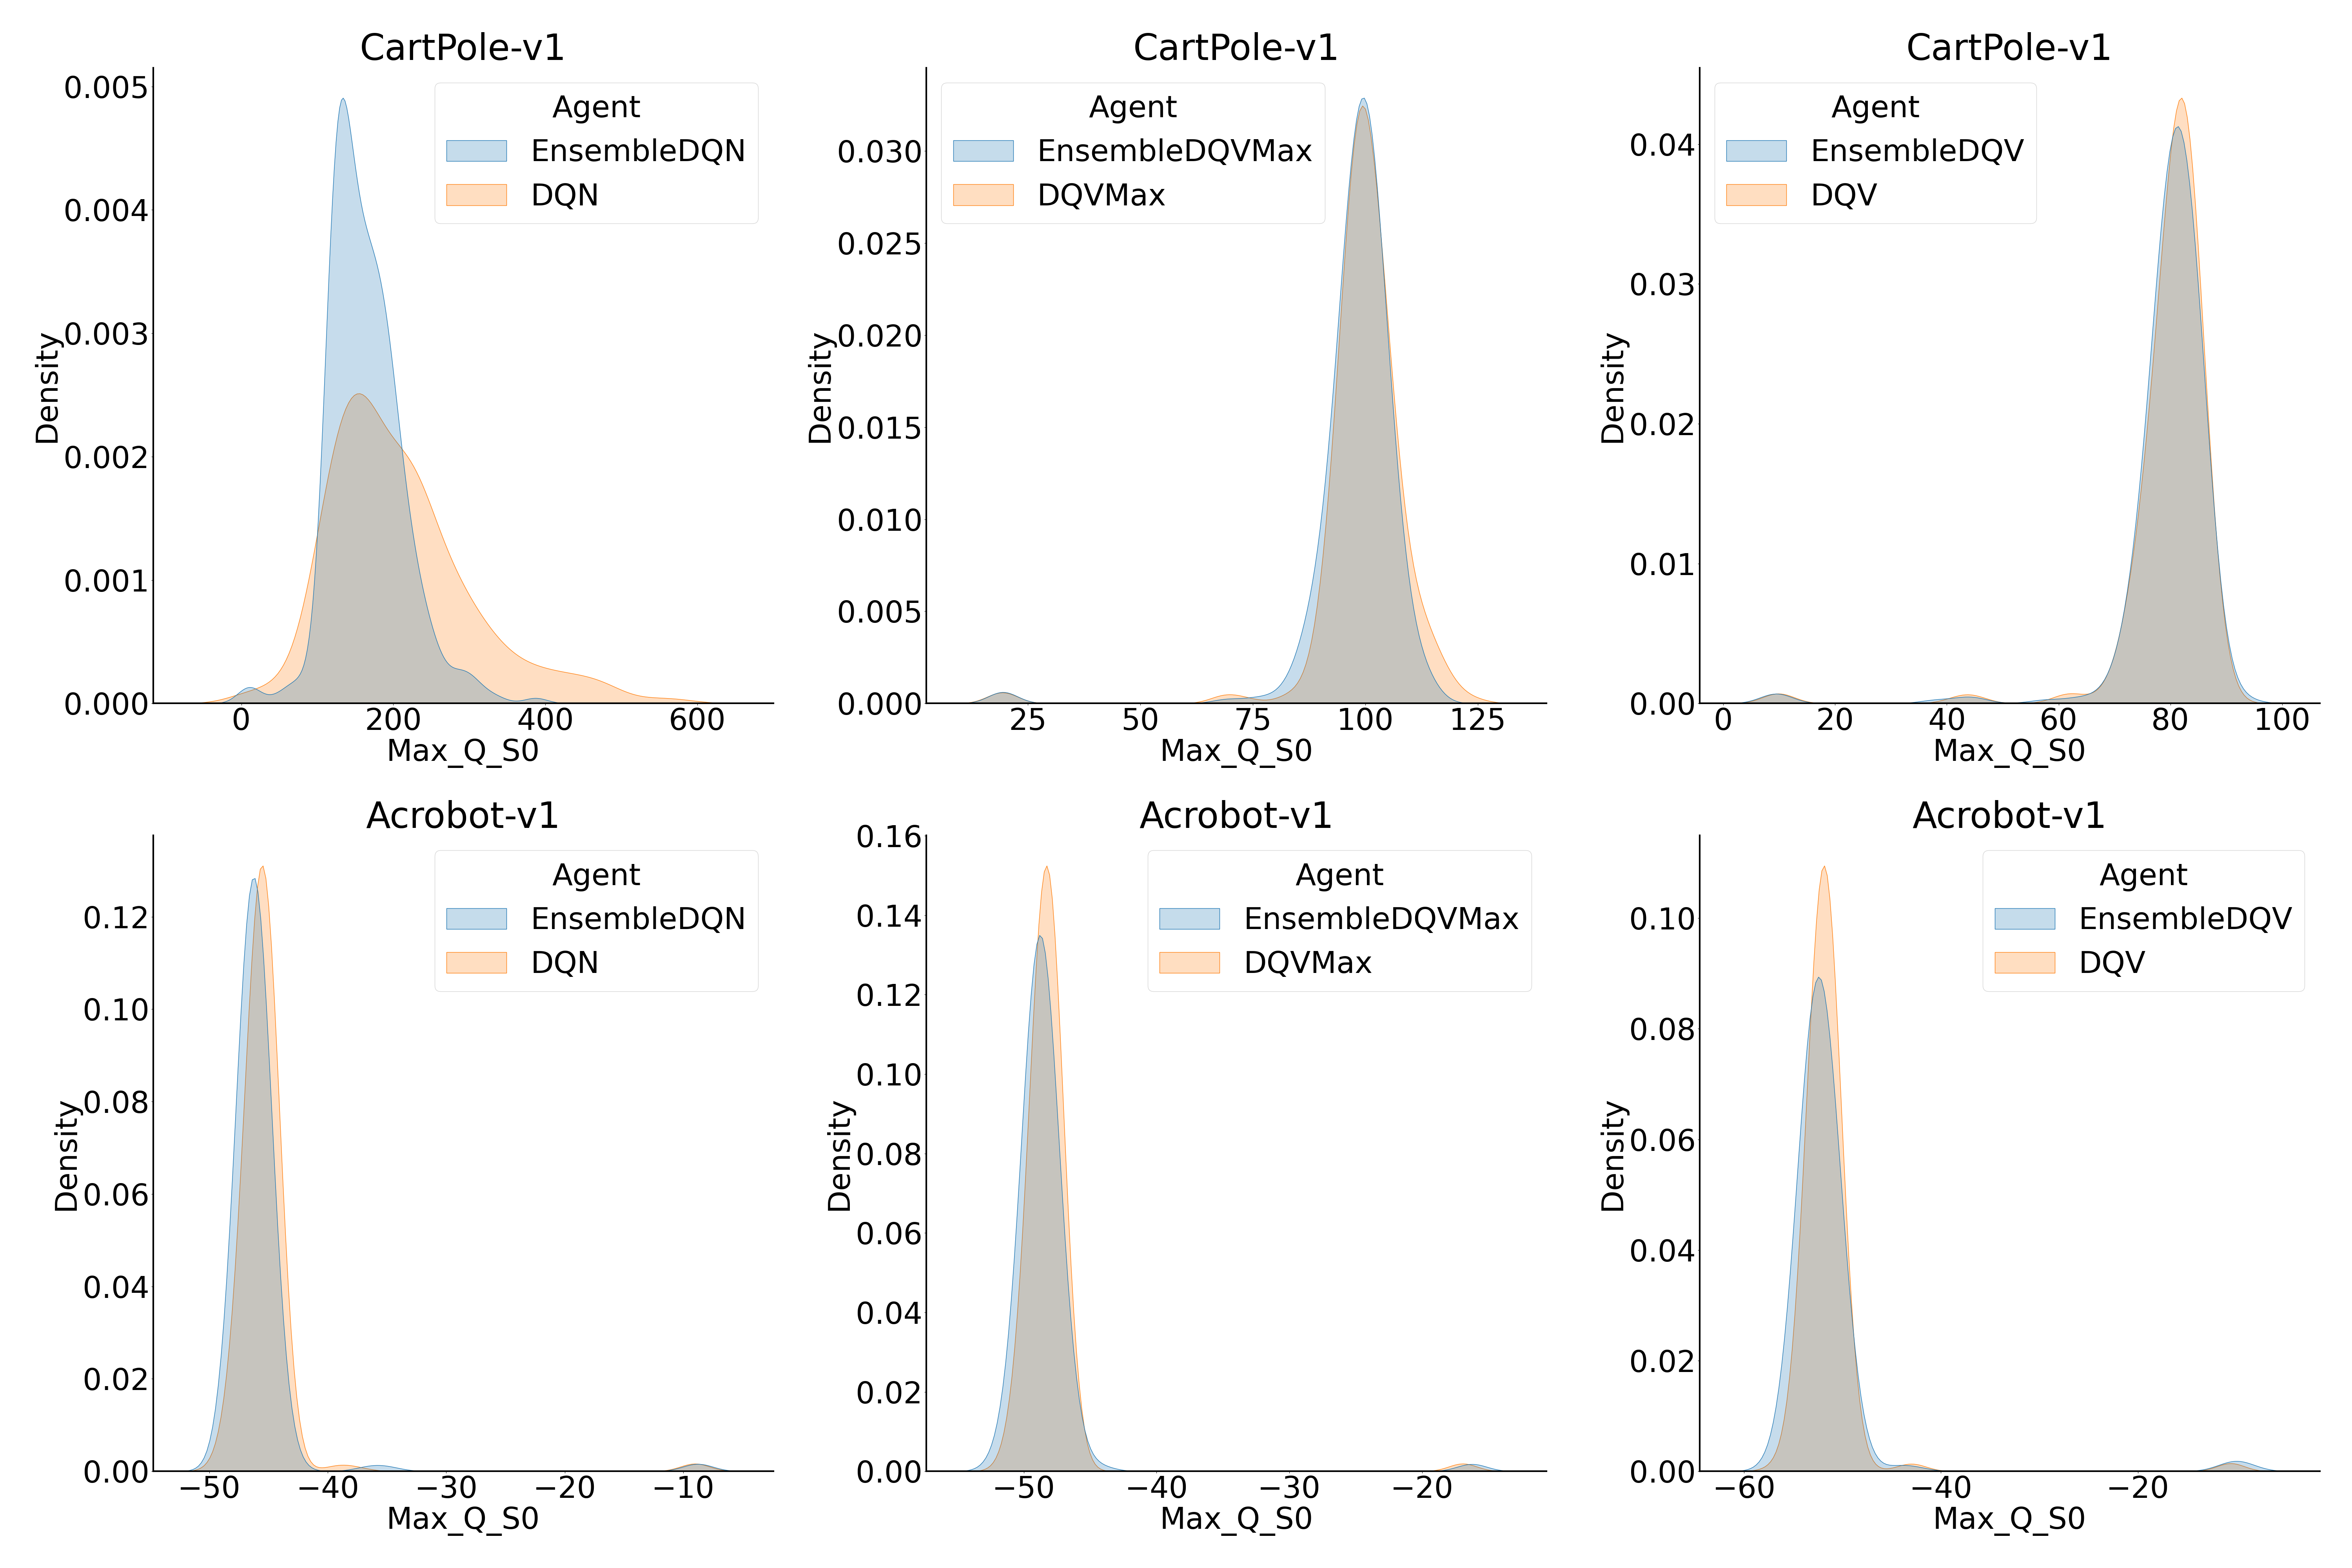 CartPole-v1
Density
0.005
0.004
0.003
0.002
0.001
0.000
Agent
EnsembleDQN
DQN
0 200 400 600
Max_Q_S0
CartPole-v1
Density
0.030
0.025
0.020
0.015
0.010
0.005
0.000
Agent
EnsembleDQVMax
DQVMax
25 50 75 100 125
Max_Q_S0
CartPole-v1
Density
0.04
0.03
0.02
0.01
0.00
Agent
EnsembleDQV
DQV
0 20 40 60 80 100
Max_Q_S0
Acrobot-v1
Density
0.12
0.10
0.08
0.06
0.04
0.02
0.00
Agent
EnsembleDQN
DQN
−50 −40 −30 −20 −10
Max_Q_S0
Acrobot-v1
Density
0.16
0.14
0.12
0.10
0.08
0.06
0.04
0.02
0.00
Agent
EnsembleDQVMax
DQVMax
−50 −40 −30 −20
Max_Q_S0
Acrobot-v1
Density
0.10
0.08
0.06
0.04
0.02
0.00
Agent
EnsembleDQV
DQV
−60 −40 −20
Max_Q_S0